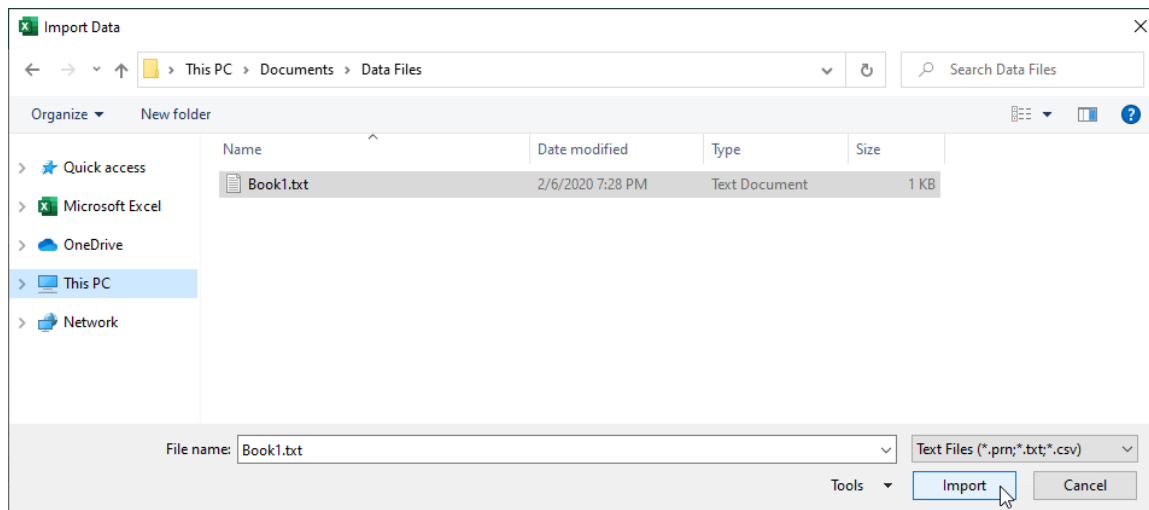 Import Data
This PC > Documents > Data Files
Search Data Files
Organize
New folder
?
Name
Date modified
Type
Size
Quick access
Book1.txt
2/6/2020 7:28 PM
Text Document
1 KB
Microsoft Excel
OneDrive
This PC
Network
File name:
Book1.txt
Text Files (*.prn;*.txt;*.csv)
Tools
Import
Cancel